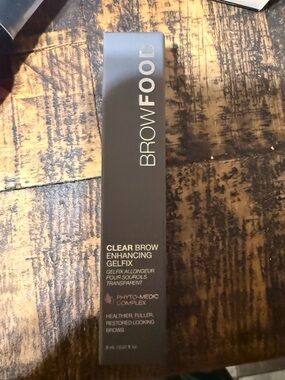 BROWFOOD
CLEAR BROW
ENHANCING
GELFIX
GELFIX ALLONGEUR
POUR SOURCILS
TRANSPARENT
PHYTO-MEDIC
COMPLEX
HEALTHIER, FULLER,
RESTORED LOOKING
BROWS